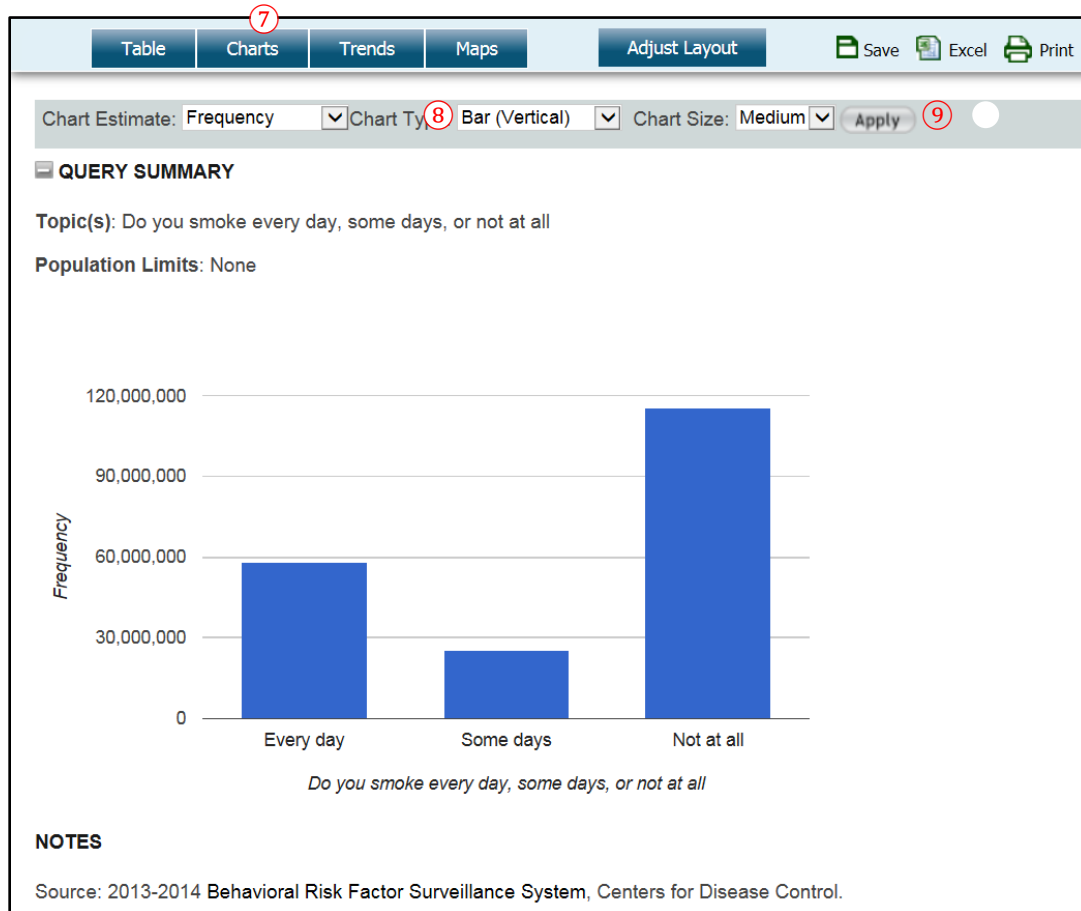 ⑦
Table Charts Trends Maps Adjust Layout Save Excel Print
Chart Estimate: Frequency Chart Typ ⑧ Bar (Vertical) Chart Size: Medium Apply ⑨
QUERY SUMMARY
Topic(s): Do you smoke every day, some days, or not at all
Population Limits: None
120,000,000
90,000,000
60,000,000
30,000,000
0
Frequency
Every day Some days Not at all
Do you smoke every day, some days, or not at all
NOTES
Source: 2013-2014 Behavioral Risk Factor Surveillance System, Centers for Disease Control.